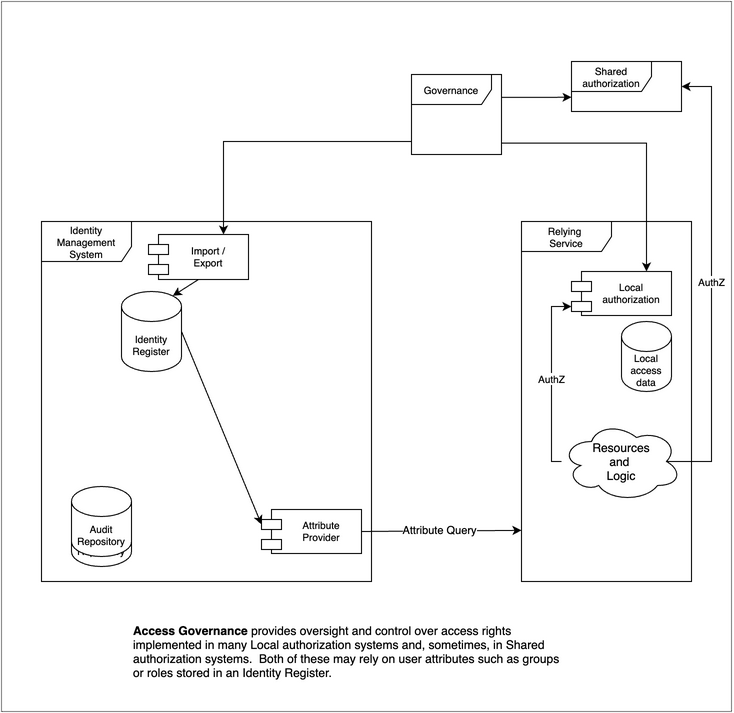 Shared
authorization
Governance
Identity
Management
System
Import /
Export
Relying
Service
Local
authorization
AuthZ
Identity
Register
Local
access
data
AuthZ
Resources
and
Logic
Audit
Repository
Attribute
Provider
Attribute Query
Access Governance provides oversight and control over access rights
implemented in many Local authorization systems and, sometimes, in Shared
authorization systems.  Both of these may rely on user attributes such as groups
or roles stored in an Identity Register.